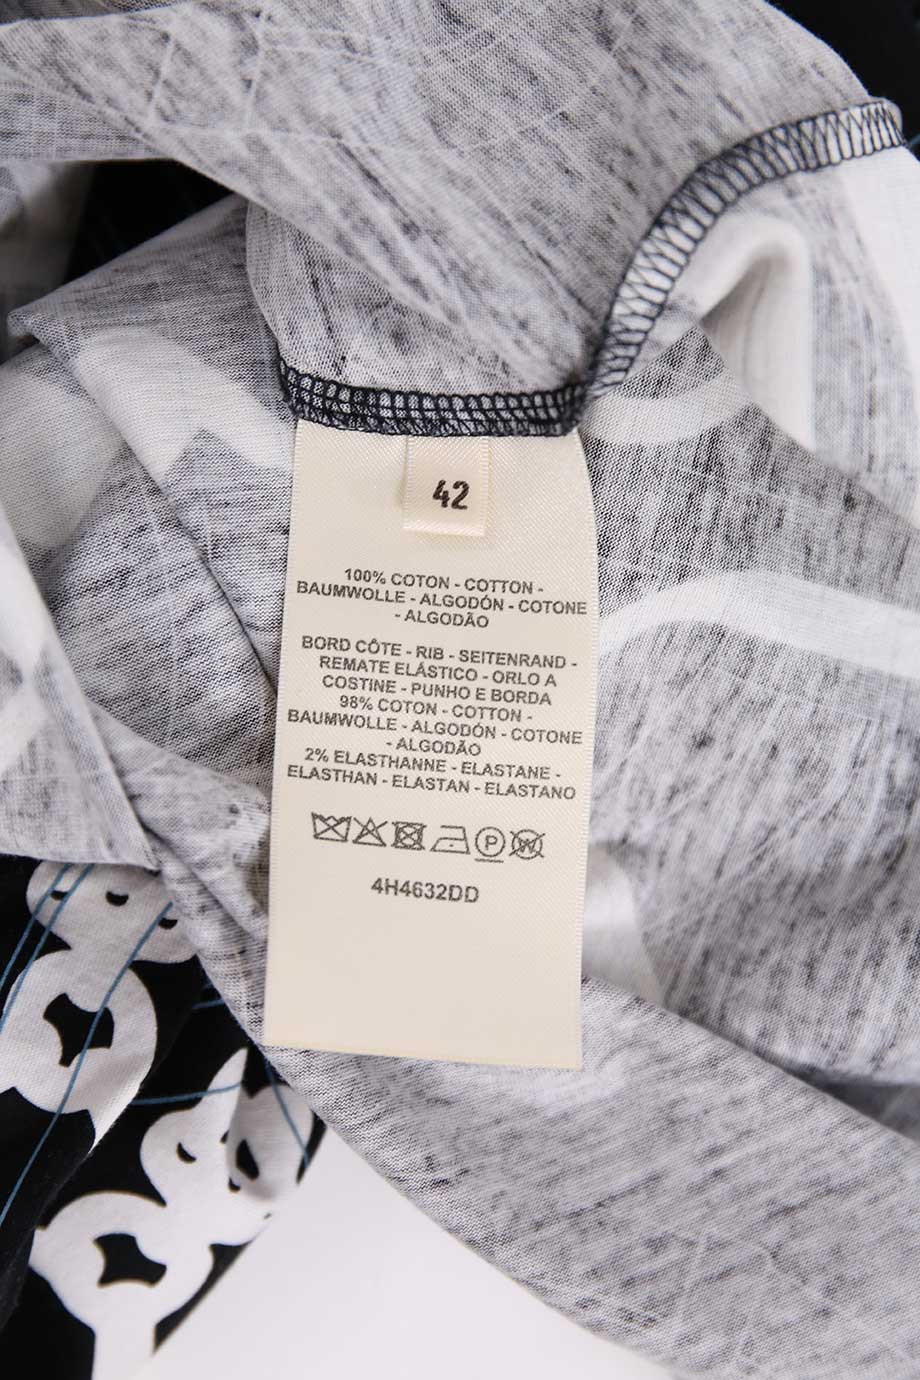 42
100% COTON - COTTON -
BAUMWOLLE - ALGODÓN - COTONE
- ALGODÃO
BORD CÔTE - RIB - SEITENRAND -
REMATE ELÁSTICO - ORLO A
COSTINE - PUNHO E BORDA
98% COTON - COTTON -
BAUMWOLLE - ALGODÓN - COTONE
- ALGODÃO
2% ELASTHANNE - ELASTANE -
ELASTHAN - ELASTAN - ELASTANO
P W
4H4632DD